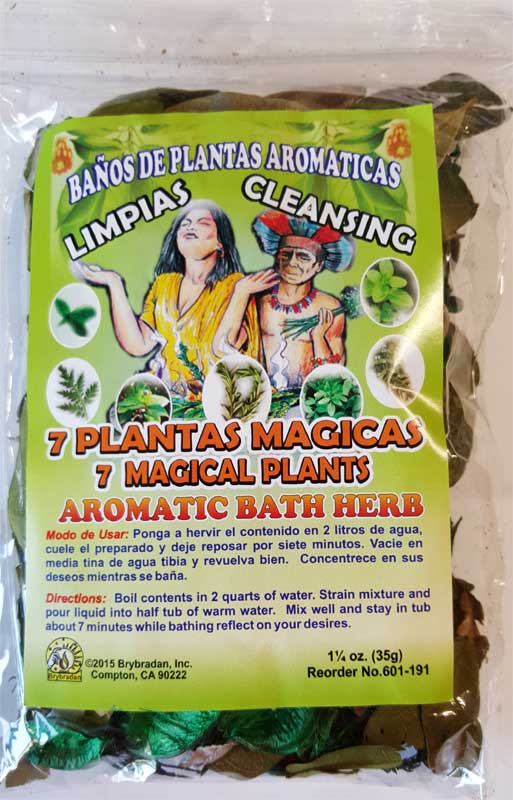 BAÑOS DE PLANTAS AROMATICAS
LIMPIAS
CLEANSING
7 PLANTAS MAGICAS
7 MAGICAL PLANTS
AROMATIC BATH HERB
Modo de Usar: Ponga a hervir el contenido en 2 litros de agua,
cuele el preparado y deje reposar por siete minutos. Vacie en
media tina de agua tibia y revuelva bien. Concentrece en sus
deseos mientras se baña.
Directions: Boil contents in 2 quarts of water. Strain mixture and
pour liquid into half tub of warm water. Mix well and stay in tub
about 7 minutes while bathing reflect on your desires.
Brybradan
©2015 Brybradan, Inc.
Compton, CA 90222
1¼ oz. (35g)
Reorder No.601-191